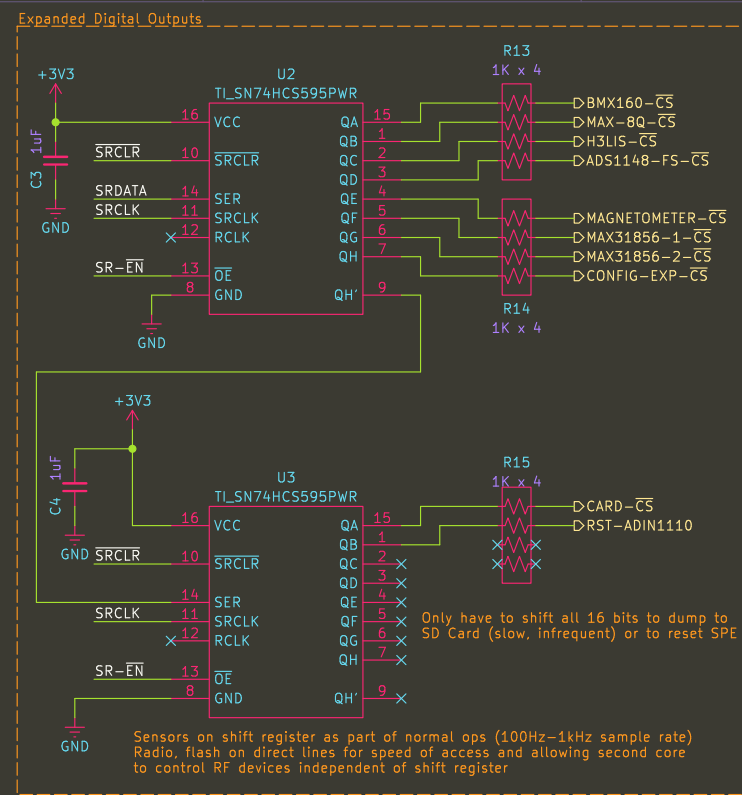 Expanded Digital Outputs
+3V3
1uF
C3
GND
U2
TI_SN74HCS595PWR
16 VCC
SRCLR 10 SRCLR
SRDATA 14 SER
SRCLK 11 SRCLK
12 RCLK
SR-EN 13 OE
8 GND
GND
QA 15
QB 1
QC 2
QD 3
QE 4
QF 5
QG 6
QH 7
QH' 9
R13
1K x 4
BMX160-CS
MAX-8Q-CS
H3LIS-CS
ADS1148-FS-CS
MAGNETOMETER-CS
MAX31856-1-CS
MAX31856-2-CS
CONFIG-EXP-CS
R14
1K x 4
+3V3
1uF
C4
GND
U3
TI_SN74HCS595PWR
16 VCC
SRCLR 10 SRCLR
14 SER
SRCLK 11 SRCLK
12 RCLK
SR-EN 13 OE
8 GND
GND
QA 15
QB 1
QC 2
QD 3
QE 4
QF 5
QG 6
QH 7
QH' 9
R15
1K x 4
CARD-CS
RST-ADIN1110
Only have to shift all 16 bits to dump to
SD Card (slow, infrequent) or to reset SPE
Sensors on shift register as part of normal ops (100Hz-1kHz sample rate)
Radio, flash on direct lines for speed of access and allowing second core
to control RF devices independent of shift register